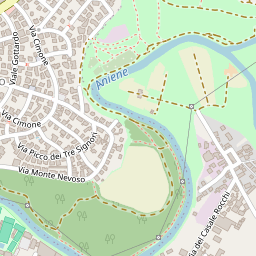 Via Cimone
Viale Gottardo
Aniene
Via Cimone
Via Picco dei Tre Signori
Via Monte Nevoso
Via del Casale Rocchi